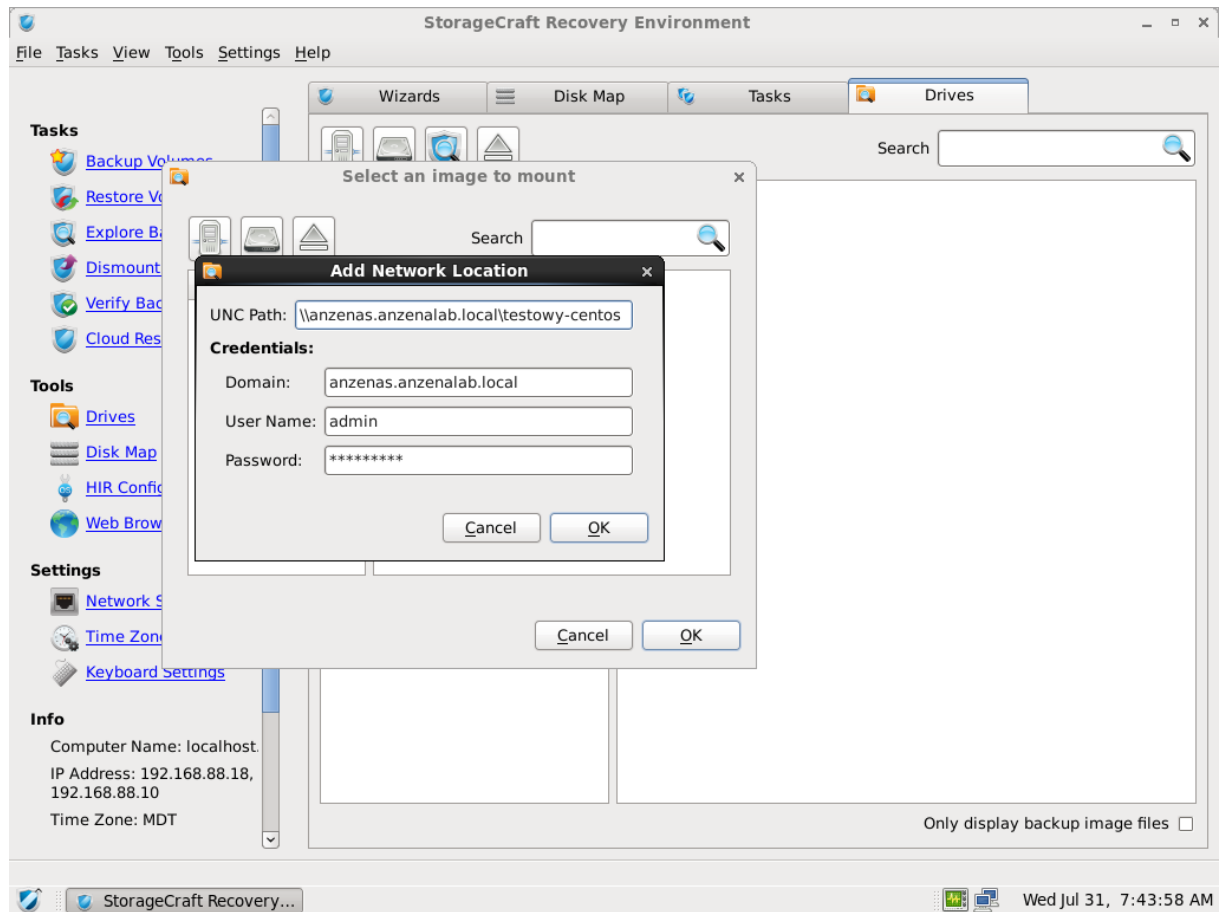 StorageCraft Recovery Environment
File Tasks View Tools Settings Help
Wizards Disk Map Tasks Drives
Search
Tasks
Backup Volumes
Restore Vo
Explore Ba
Dismount
Verify Bac
Cloud Res
Tools
Drives
Disk Map
HIR Config
Web Brow
Settings
Network S
Time Zone
Keyboard Settings
Info
Computer Name: localhost.
IP Address: 192.168.88.18,
192.168.88.10
Time Zone: MDT
Select an image to mount
Search
Add Network Location
UNC Path: \\anzenas.anzenalab.local\testowy-centos
Credentials:
Domain: anzenas.anzenalab.local
User Name: admin
Password: *********
Cancel OK
Cancel OK
Only display backup image files
StorageCraft Recovery... Wed Jul 31, 7:43:58 AM